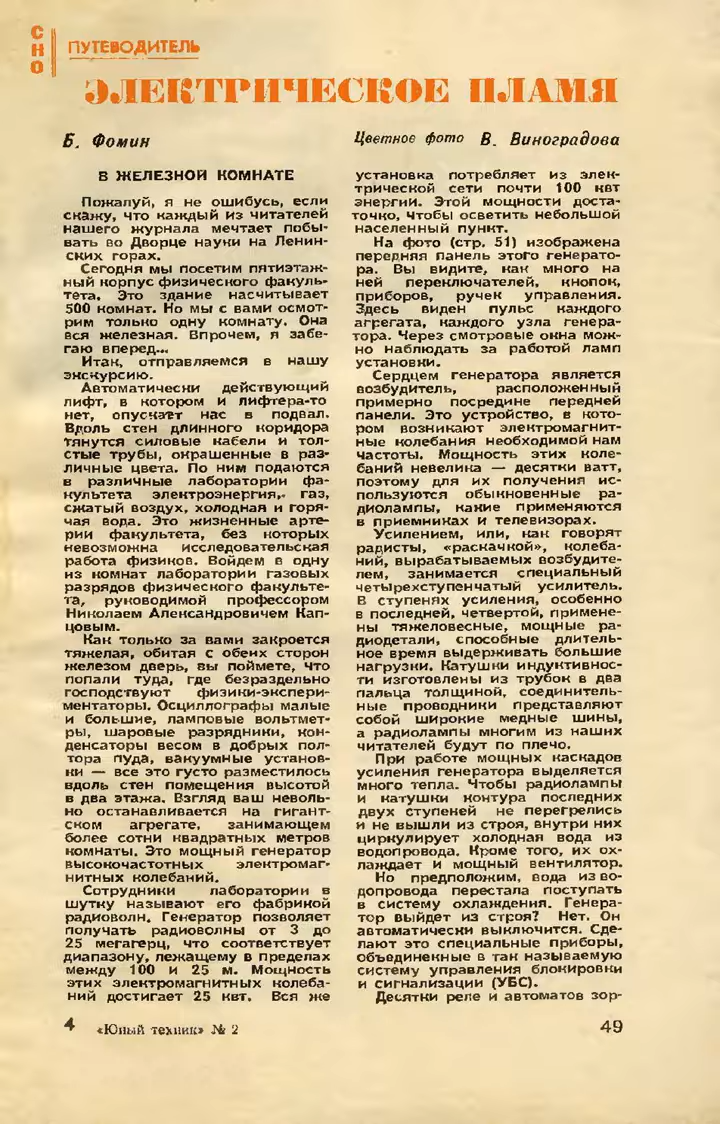 СНО
ПУТЕВОДИТЕЛЬ
ЭЛЕКТРИЧЕСКОЕ ПЛАМЯ
Б. Фомин
Цветное фото В. Виноградова
В ЖЕЛЕЗНОЙ КОМНАТЕ
Пожалуй, я не ошибусь, если
скажу, что каждый из читателей
нашего журнала мечтает побы-
вать во Дворце науки на Ленин-
ских горах.
Сегодня мы посетим пятиэтаж-
ный корпус физического факуль-
тета. Это здание насчитывает
500 комнат. Но мы с вами осмот-
рим только одну комнату. Она
вся железная. Впрочем, я забе-
гаю вперед...
Итак, отправляемся в нашу
экскурсию.
Автоматически действующий
лифт, в котором и лифтера-то
нет, опускает нас в подвал.
Вдоль стен длинного коридора
тянутся силовые кабели и тол-
стые трубы, окрашенные в раз-
личные цвета. По ним подаются
в различные лаборатории фа-
культета электроэнергия, газ,
сжатый воздух, холодная и горя-
чая вода. Это жизненные арте-
рии факультета, без которых
невозможна исследовательская
работа физиков. Войдем в одну
из комнат лаборатории газовых
разрядов физического факульте-
та, руководимой профессором
Николаем Александровичем Кап-
цовым.
Как только за вами закроется
тяжелая, обитая с обеих сторон
железом дверь, вы поймете, что
попали туда, где безраздельно
господствуют физики-экспери-
ментаторы. Осциллографы малые
и большие, ламповые вольтмет-
ры, шаровые разрядники, кон-
денсаторы весом в добрых пол-
тора пуда, вакуумные установ-
ки — все это густо разместилось
вдоль стен помещения высотой
в два этажа. Взгляд ваш неволь-
но останавливается на гигант-
ском агрегате, занимающем
более сотни квадратных метров
комнаты. Это мощный генератор
высокочастотных электромаг-
нитных колебаний.
Сотрудники лаборатории в
шутку называют его фабрикой
радиоволн. Генератор позволяет
получать радиоволны от 3 до
25 мегагерц, что соответствует
диапазону, лежащему в пределах
между 100 и 25 м. Мощность
этих электромагнитных колеба-
ний достигает 25 квт. Вся же
установка потребляет из элек-
трической сети почти 100 квт
энергии. Этой мощности доста-
точно, чтобы осветить небольшой
населенный пункт.
На фото (стр. 51) изображена
передняя панель этого генерато-
ра. Вы видите, как много на
ней переключателей, кнопок,
приборов, ручек управления.
Здесь виден пульс каждого
агрегата, каждого узла генера-
тора. Через смотровые окна мож-
но наблюдать за работой ламп
установки.
Сердцем генератора является
возбудитель, расположенный
примерно посредине передней
панели. Это устройство, в кото-
ром возникают электромагнит-
ные колебания необходимой нам
частоты. Мощность этих коле-
баний невелика — десятки ватт,
поэтому для их получения ис-
пользуются обыкновенные ра-
диолампы, какие применяются
в приемниках и телевизорах.
Усилением, или, как говорят
радисты, «раскачкой», колеба-
ний, вырабатываемых возбудите-
лем, занимается специальный
четырехступенчатый усилитель.
В ступенях усиления, особенно
в последней, четвертой, примене-
ны тяжеловесные, мощные ра-
диодетали, способные длитель-
ное время выдерживать большие
нагрузки. Катушки индуктивнос-
ти изготовлены из трубок в два
пальца толщиной, соединитель-
ные проводники представляют
собой широкие медные шины,
а радиолампы многим из наших
читателей будут по плечо.
При работе мощных каскадов
усиления генератора выделяется
много тепла. Чтобы радиолампы
и катушки контура последних
двух ступеней не перегрелись
и не вышли из строя, внутри них
циркулирует холодная вода из
водопровода. Кроме того, их ох-
лаждает и мощный вентилятор.
Но предположим, вода из во-
допровода перестала поступать
в систему охлаждения. Генера-
тор выйдет из строя? Нет. Он
автоматически выключится. Сде-
лают это специальные приборы,
объединенные в так называемую
систему управления блокировки
и сигнализации (УБС).
Десятки реле и автоматов зор-
4 «Юный техник» № 2
49